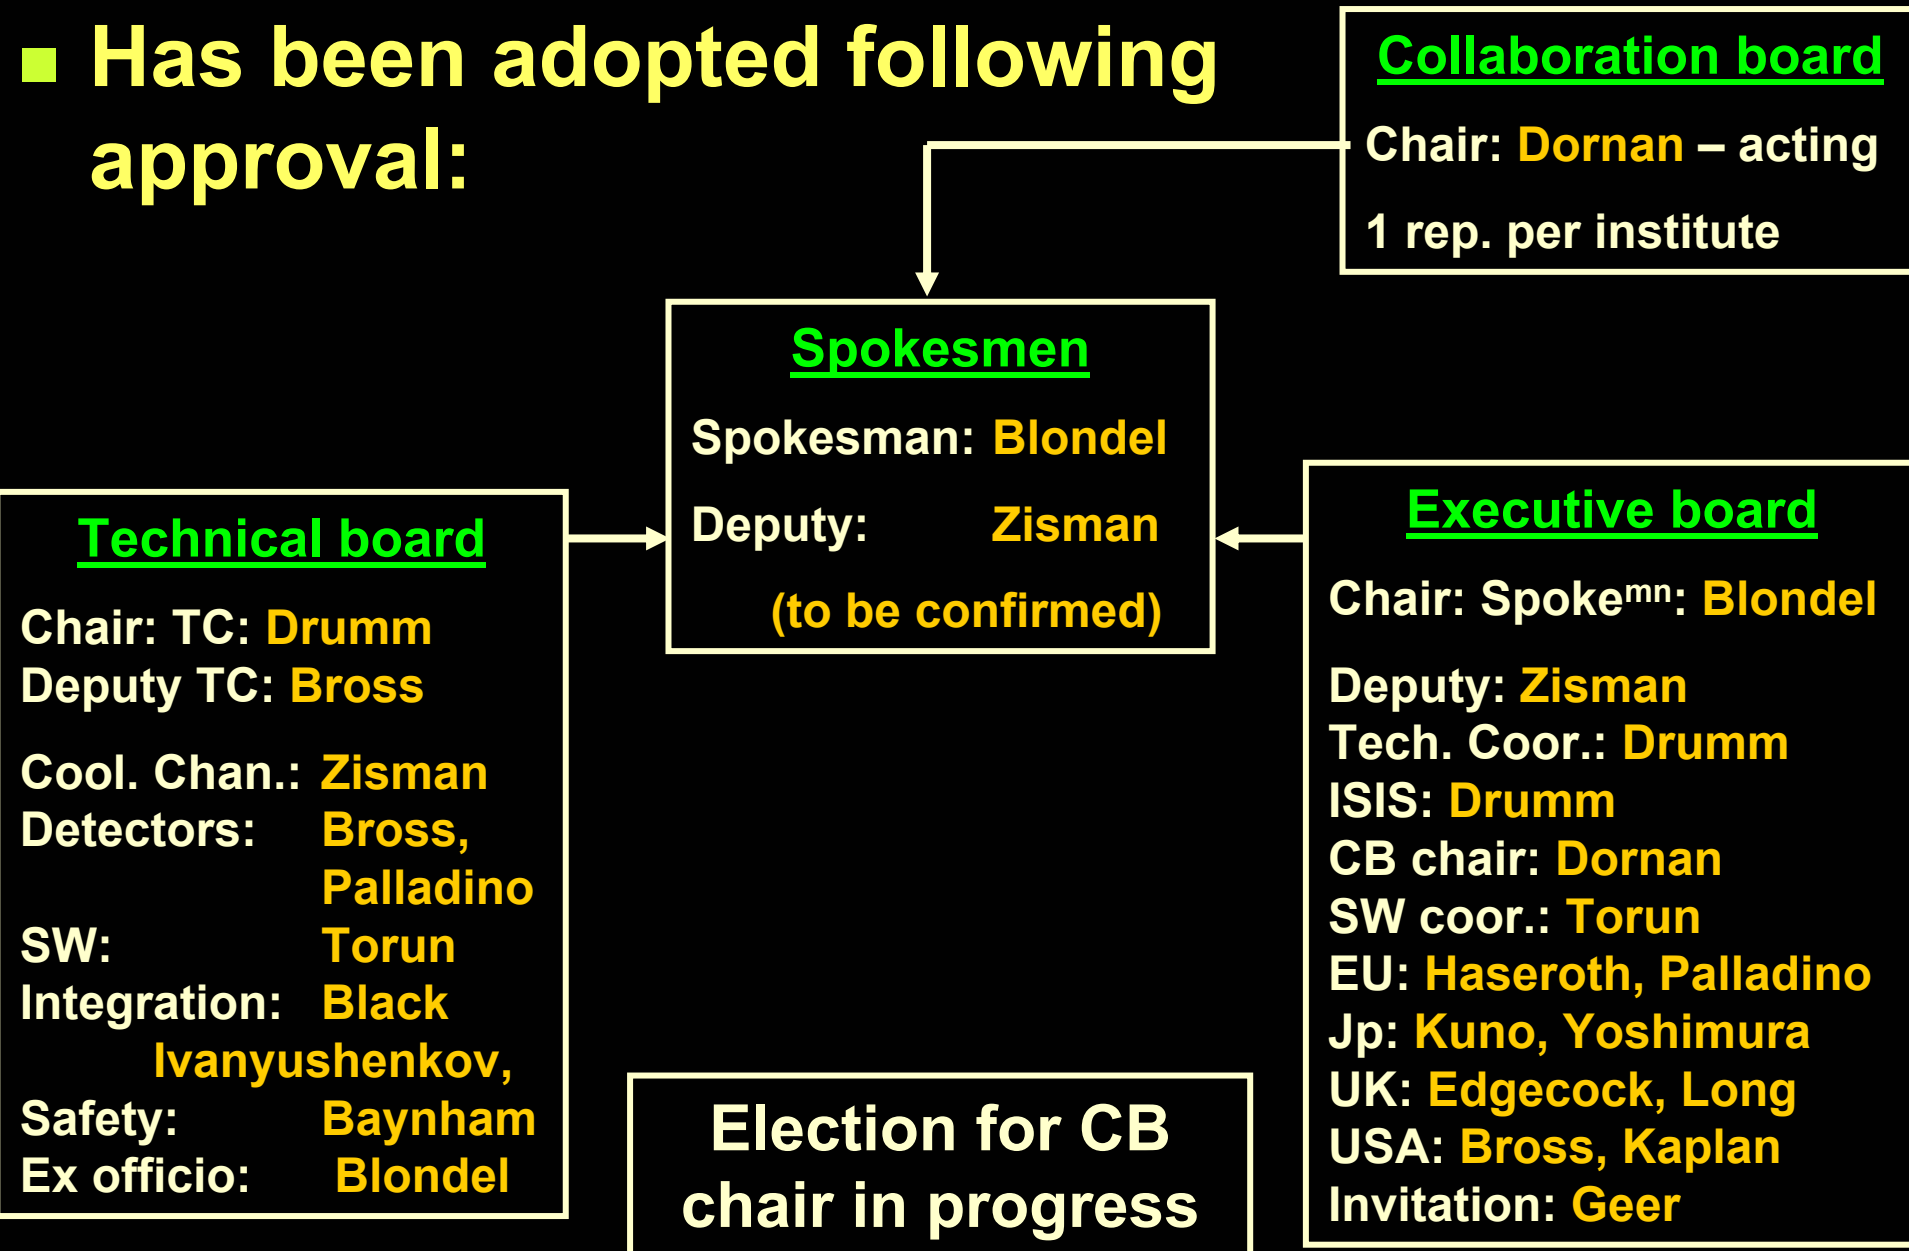 Has been adopted following
approval:
Collaboration board
Chair: Dornan – acting
1 rep. per institute
Spokesmen
Spokesman: Blondel
Deputy: Zisman
(to be confirmed)
Technical board
Chair: TC: Drumm
Deputy TC: Bross
Cool. Chan.: Zisman
Detectors: Bross,
Palladino
SW: Torun
Integration: Black
Ivanyushenkov,
Safety: Baynham
Ex officio: Blondel
Executive board
Chair: Spokeᵐⁿ: Blondel
Deputy: Zisman
Tech. Coor.: Drumm
ISIS: Drumm
CB chair: Dornan
SW coor.: Torun
EU: Haseroth, Palladino
Jp: Kuno, Yoshimura
UK: Edgecock, Long
USA: Bross, Kaplan
Invitation: Geer
Election for CB
chair in progress